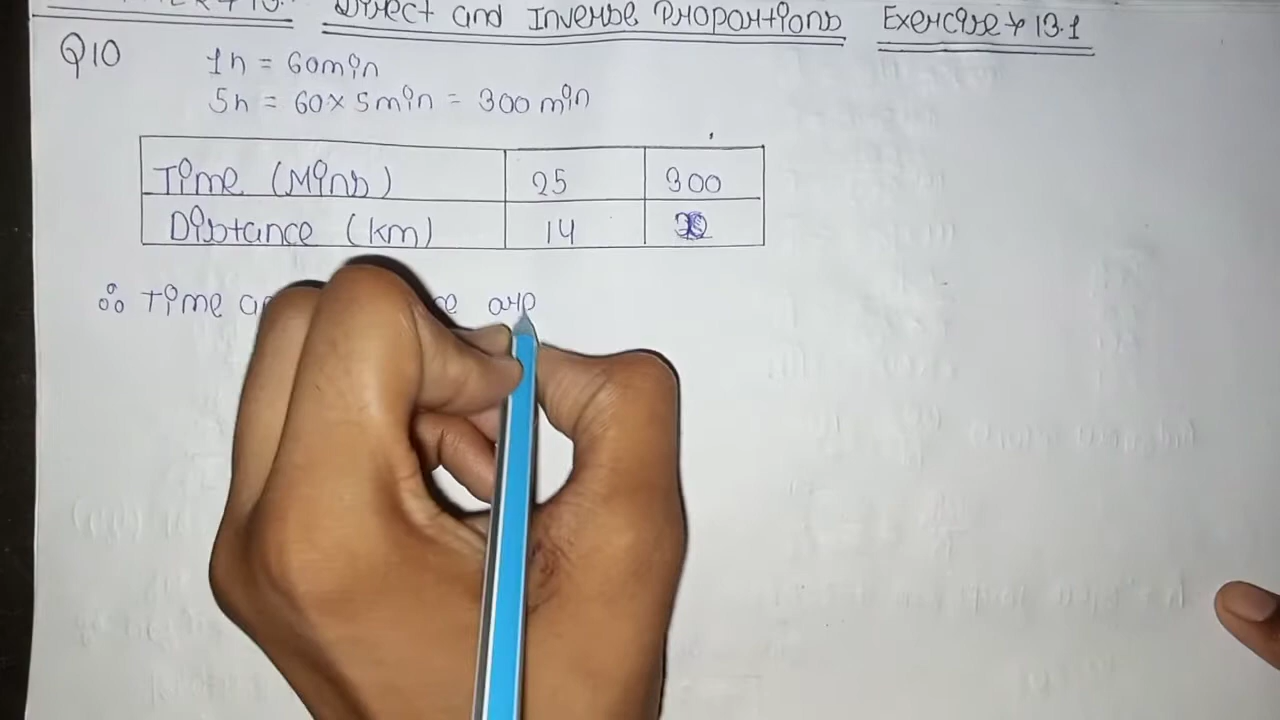 Direct and Inverse Proportions Exercise → 13.1
Q10 1h = 60min
5h = 60 × 5min = 300 min
Time (Mins) 25 300
Distance (km) 14
∴ Time are